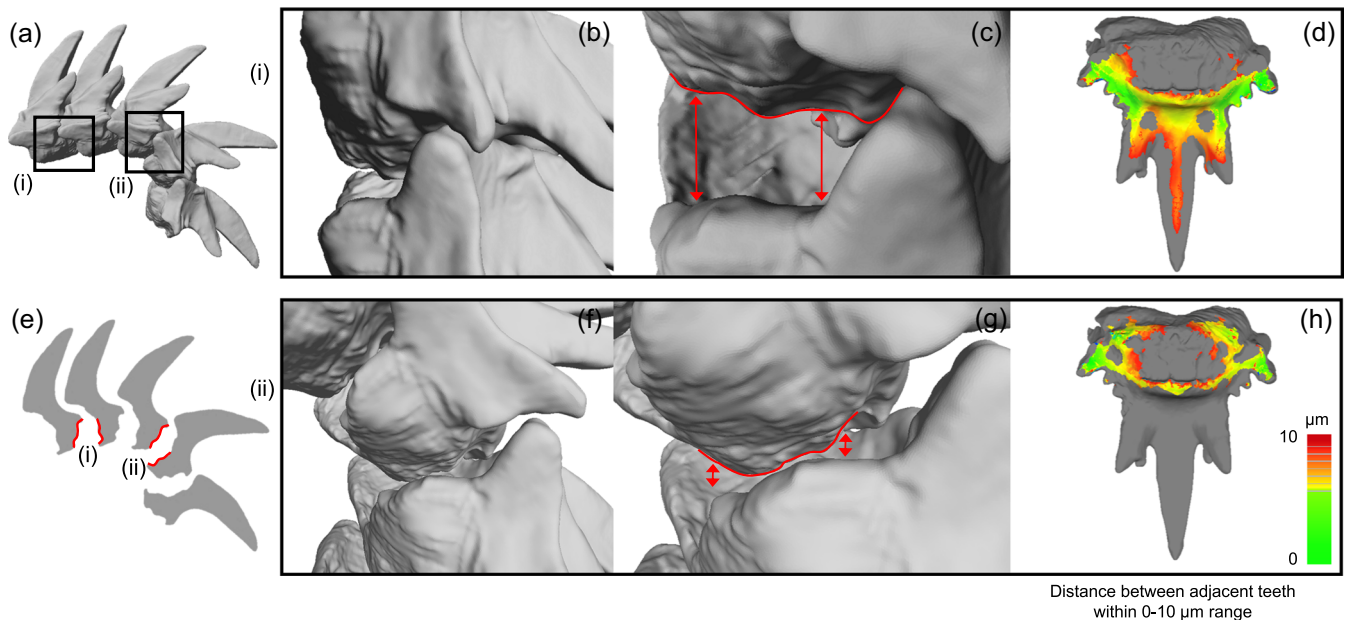 (a)
(i)
(ii)
(i)
(b)
(c)
(d)
(e)
(i)
(ii)
(ii)
(f)
(g)
(h)
µm
10
0
Distance between adjacent teeth
within 0-10 µm range